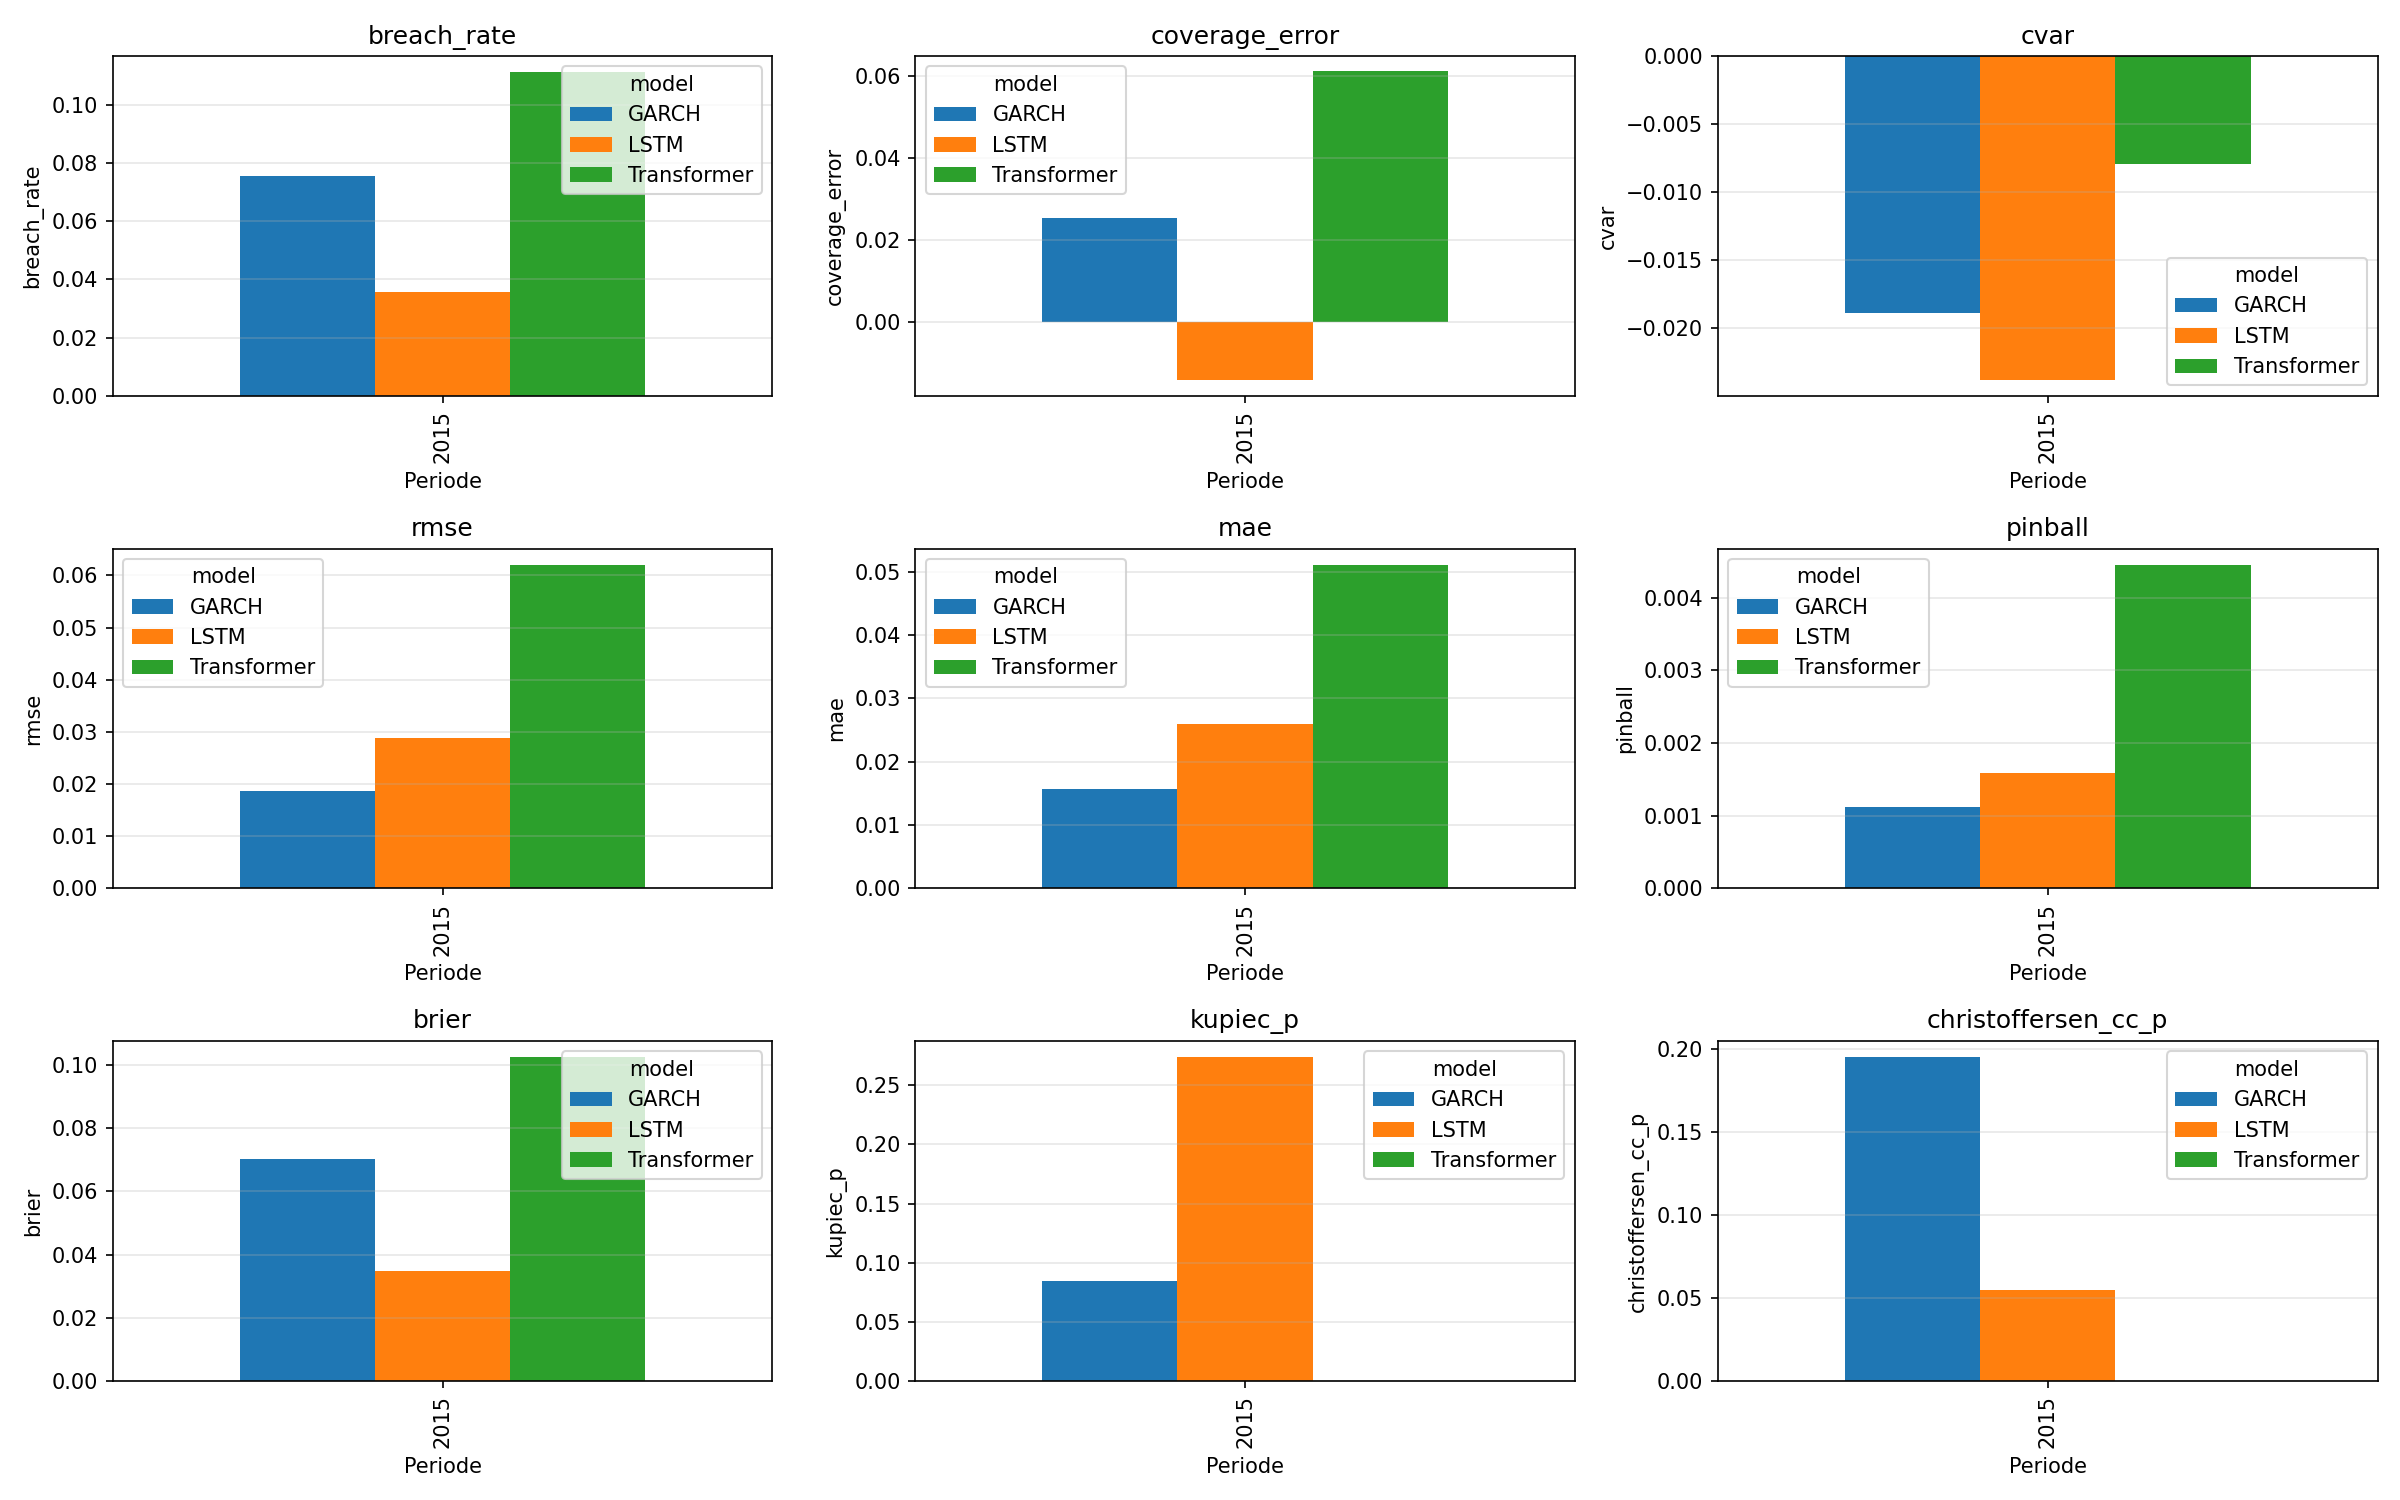 breach_rate
breach_rate
0.10
0.08
0.06
0.04
0.02
0.00
model
GARCH
LSTM
Transformer
2015
Periode
coverage_error
coverage_error
0.06
0.04
0.02
0.00
model
GARCH
LSTM
Transformer
2015
Periode
cvar
cvar
0.000
−0.005
−0.010
−0.015
−0.020
model
GARCH
LSTM
Transformer
2015
Periode
rmse
rmse
0.06
0.05
0.04
0.03
0.02
0.01
0.00
model
GARCH
LSTM
Transformer
2015
Periode
mae
mae
0.05
0.04
0.03
0.02
0.01
0.00
model
GARCH
LSTM
Transformer
2015
Periode
pinball
pinball
0.004
0.003
0.002
0.001
0.000
model
GARCH
LSTM
Transformer
2015
Periode
brier
brier
0.10
0.08
0.06
0.04
0.02
0.00
model
GARCH
LSTM
Transformer
2015
Periode
kupiec_p
kupiec_p
0.25
0.20
0.15
0.10
0.05
0.00
model
GARCH
LSTM
Transformer
2015
Periode
christoffersen_cc_p
christoffersen_cc_p
0.20
0.15
0.10
0.05
0.00
model
GARCH
LSTM
Transformer
2015
Periode